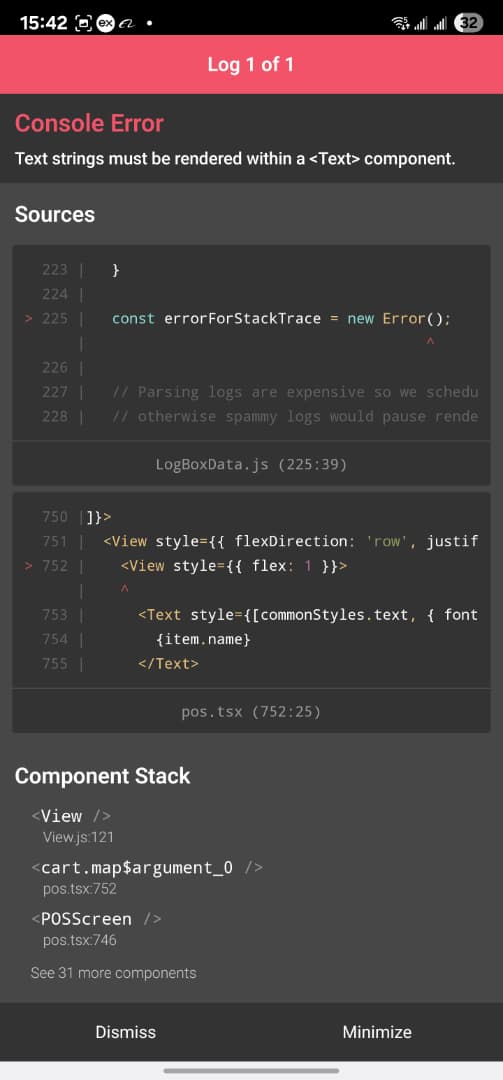 15:42 ex
32
Log 1 of 1
Console Error
Text strings must be rendered within a <Text> component.
Sources
223 | }
224 |
> 225 | const errorForStackTrace = new Error();
| ^
226 |
227 | // Parsing logs are expensive so we schedu
228 | // otherwise spammy logs would pause rende
LogBoxData.js (225:39)
750 |]}>
751 | <View style={{ flexDirection: 'row', justif
> 752 | <View style={{ flex: 1 }}>
| ^
753 | <Text style={[commonStyles.text, { font
754 | {item.name}
755 | </Text>
pos.tsx (752:25)
Component Stack
<View />
View.js:121
<cart.map$argument_0 />
pos.tsx:752
<POSScreen />
pos.tsx:746
See 31 more components
Dismiss Minimize